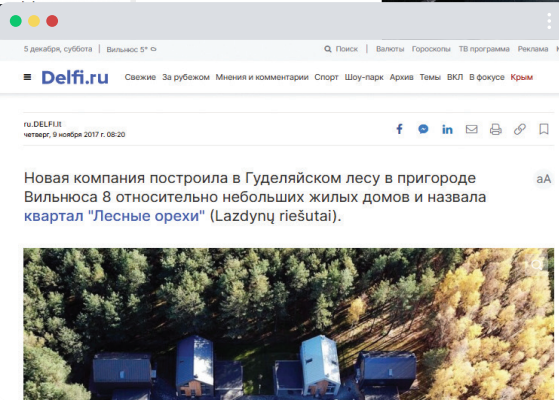 5 декабря, суббота | Вильнюс 5°
Поиск | Валюты Гороскопы ТВ программа Реклама
Delfi.ru Свежие За рубежом Мнения и комментарии Спорт Шоу-парк Архив Темы ВКЛ В фокусе Крым
ru.DELFI.lt
четверг, 9 ноября 2017 г. 08:20
Новая компания построила в Гуделяйском лесу в пригороде
Вильнюса 8 относительно небольших жилых домов и назвала
квартал "Лесные орехи" (Lazdynų riešutai).
aA